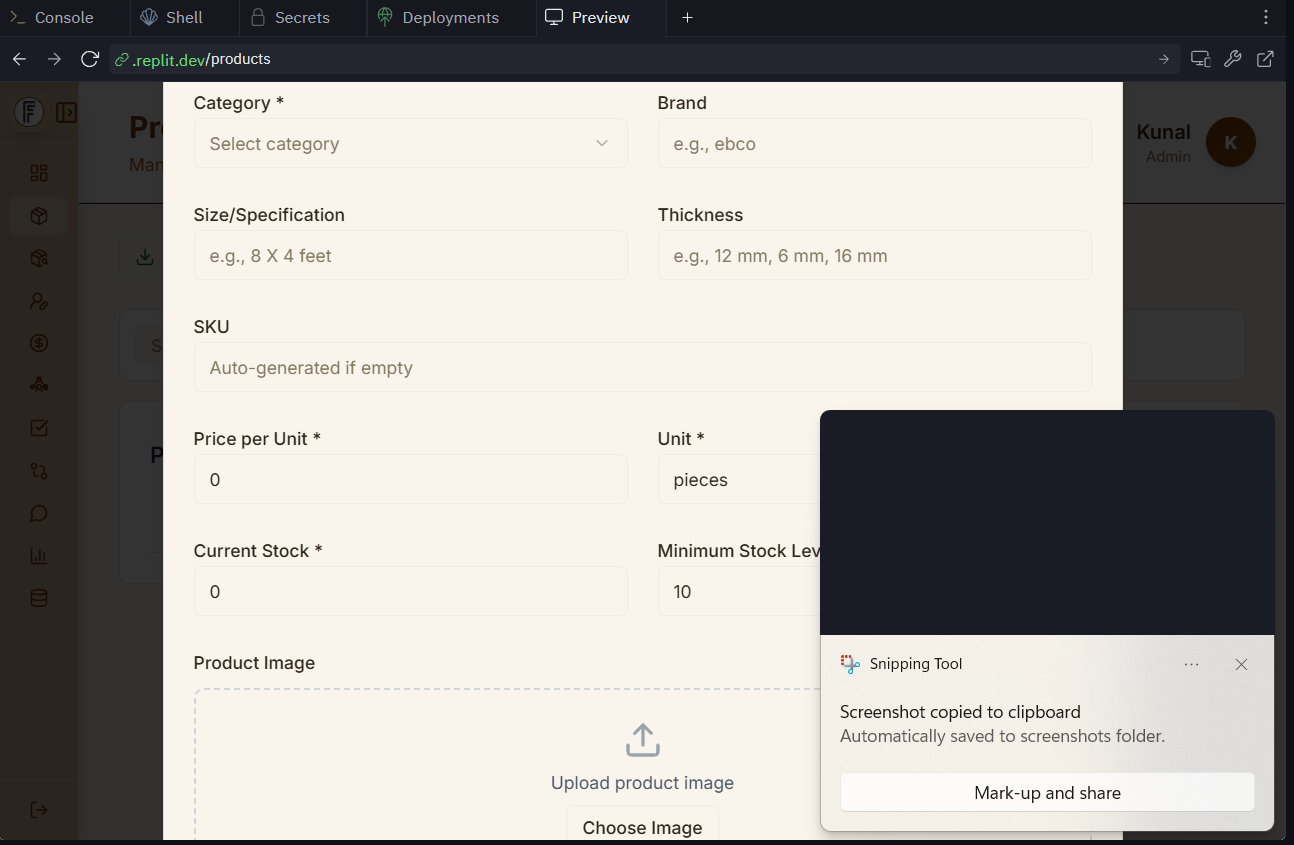 Console Shell Secrets Deployments Preview
.replit.dev/products
Pr
Man
Kunal
Admin
K
Category *
Brand
Select category
e.g., ebco
Size/Specification
Thickness
e.g., 8 X 4 feet
e.g., 12 mm, 6 mm, 16 mm
S
SKU
Auto-generated if empty
Price per Unit *
Unit *
P
0
pieces
Current Stock *
Minimum Stock Lev
0
10
Product Image
Upload product image
Choose Image
Snipping Tool
Screenshot copied to clipboard
Automatically saved to screenshots folder.
Mark-up and share